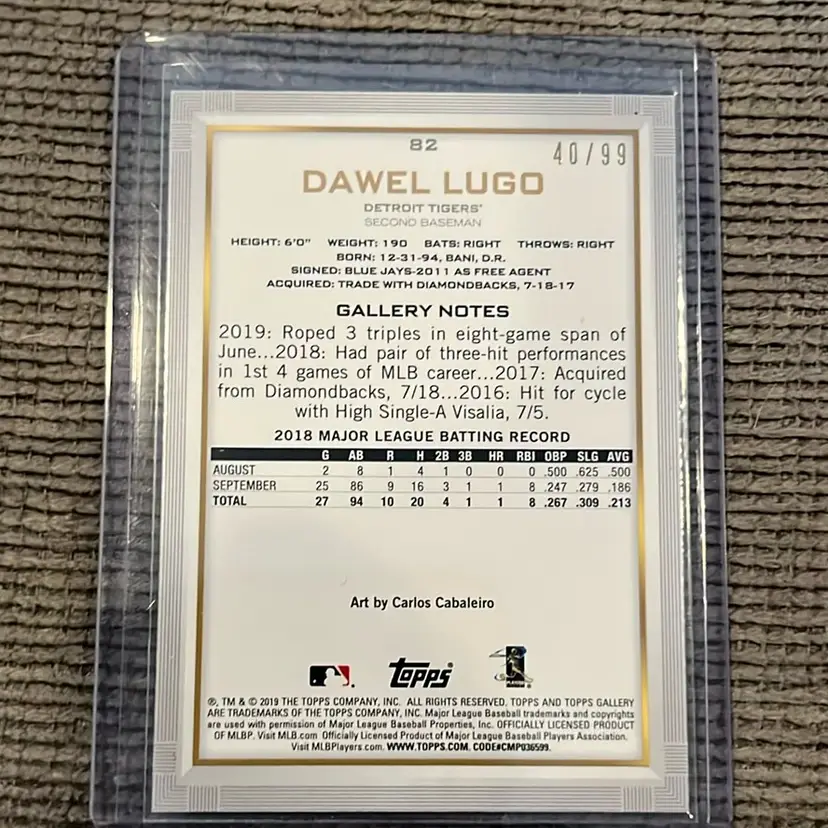 82
40/99
DAWEL LUGO
DETROIT TIGERS®
SECOND BASEMAN
HEIGHT: 6'0" WEIGHT: 190 BATS: RIGHT THROWS: RIGHT
BORN: 12-31-94, BANI, D.R.
SIGNED: BLUE JAYS-2011 AS FREE AGENT
ACQUIRED: TRADE WITH DIAMONDBACKS, 7-18-17
GALLERY NOTES
2019: Roped 3 triples in eight-game span of
June...2018: Had pair of three-hit performances
in 1st 4 games of MLB career...2017: Acquired
from Diamondbacks, 7/18...2016: Hit for cycle
with High Single-A Visalia, 7/5.
2018 MAJOR LEAGUE BATTING RECORD
G AB R H 2B 3B HR RBI OBP SLG AVG
AUGUST 2 8 1 4 1 0 0 0 .500 .625 .500
SEPTEMBER 25 86 9 16 3 1 1 8 .247 .279 .186
TOTAL 27 94 10 20 4 1 1 8 .267 .309 .213
Art by Carlos Cabaleiro
topps
®, TM & © 2019 THE TOPPS COMPANY, INC. ALL RIGHTS RESERVED. TOPPS AND TOPPS GALLERY
ARE TRADEMARKS OF THE TOPPS COMPANY, INC. Major League Baseball trademarks and copyrights
are used with permission of Major League Baseball Properties, Inc. OFFICIALLY LICENSED PRODUCT
OF MLBP. Visit MLB.com Officially Licensed Product of Major League Baseball Players Association.
Visit MLBPlayers.com. WWW.TOPPS.COM. CODE#CMP036599.